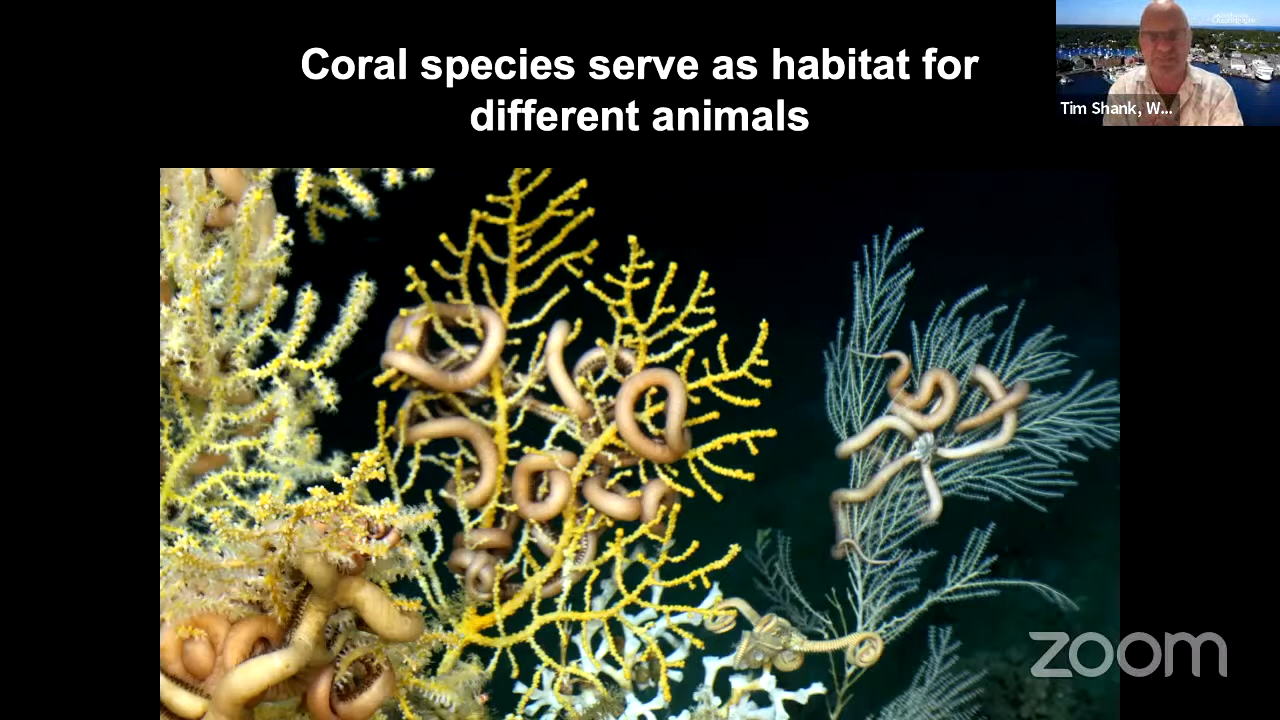 Coral species serve as habitat for
different animals
Tim Shank, W...
zoom